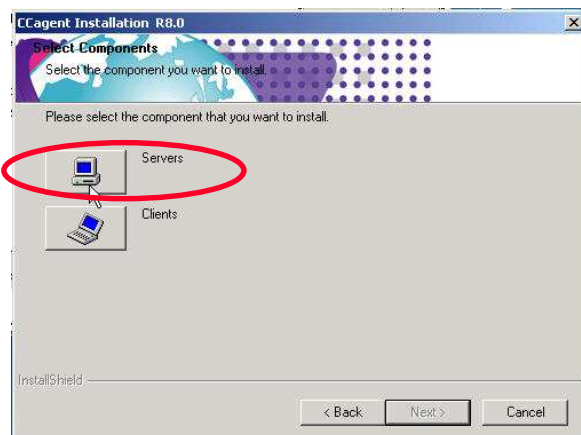 CCagent Installation R8.0
Select Components
Select the component you want to install.
Please select the component that you want to install.
Servers
Clients
InstallShield
< Back
Next >
Cancel